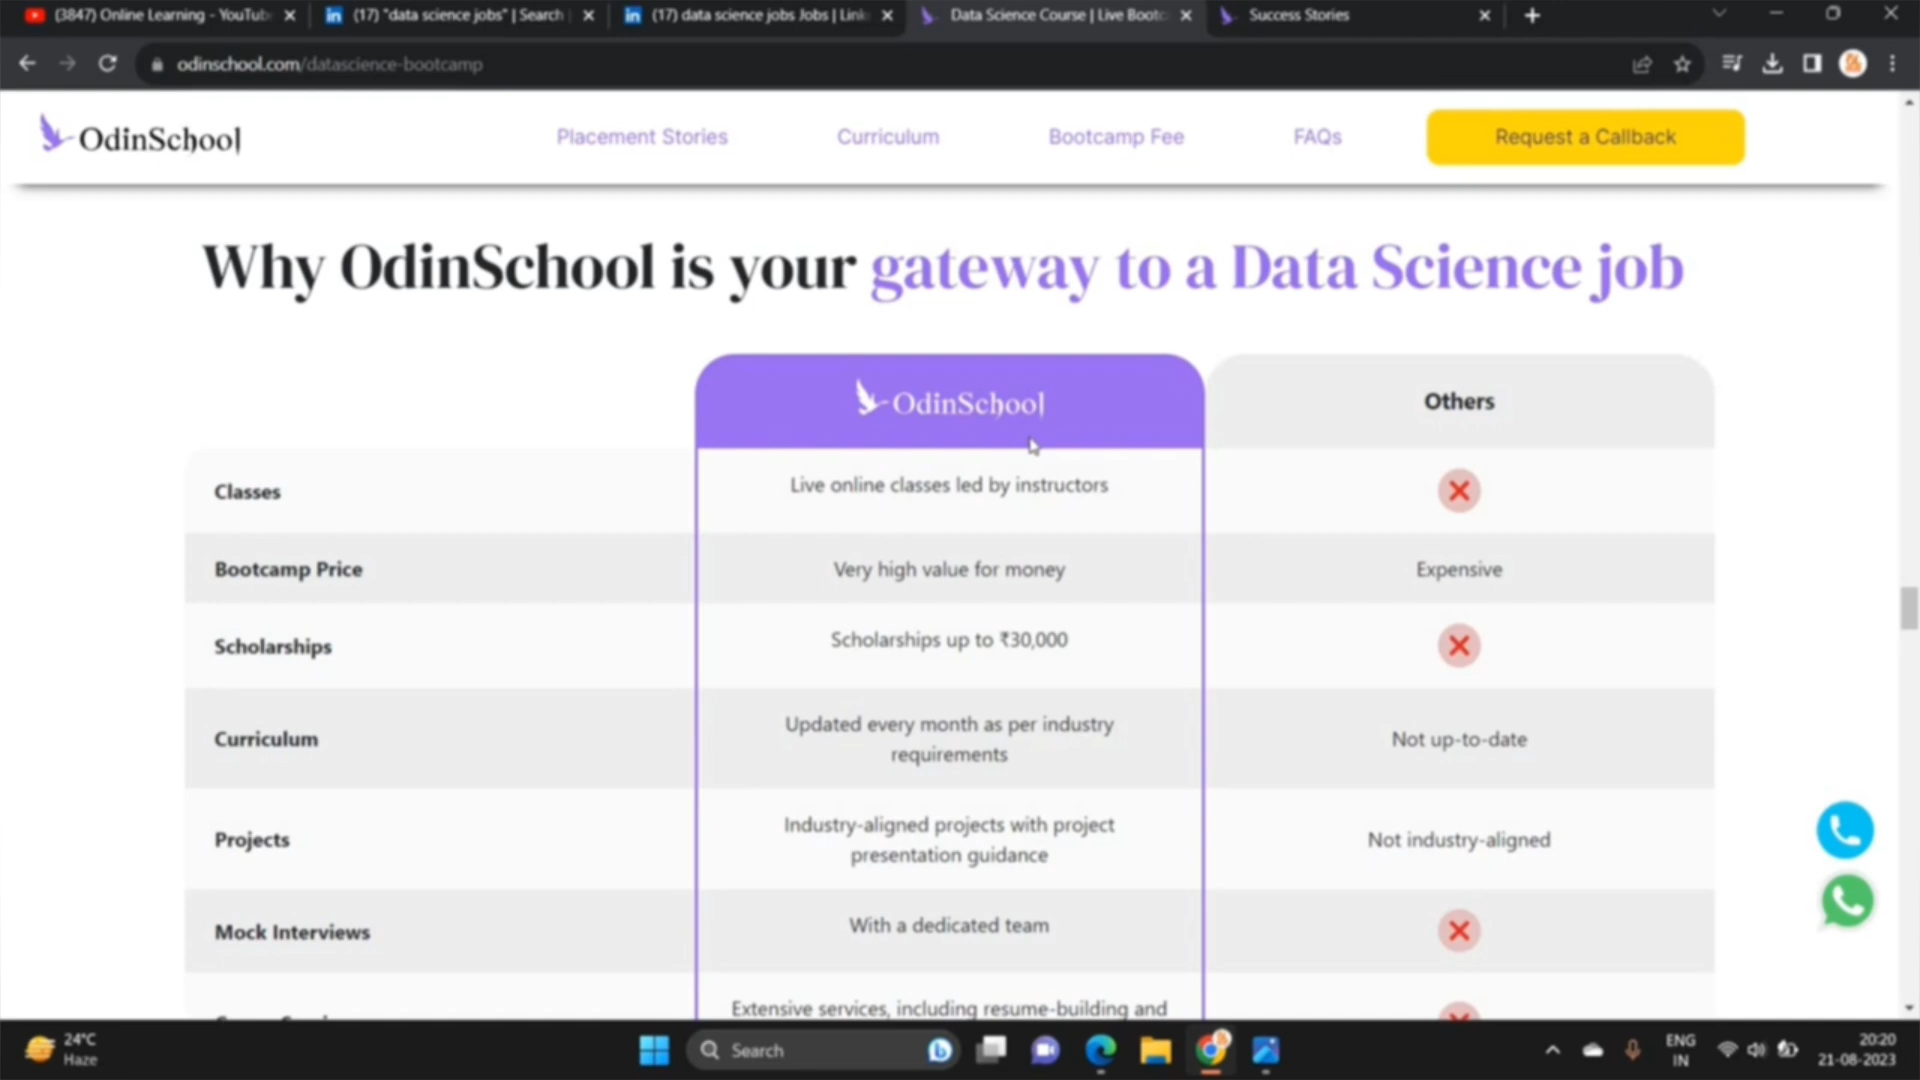 (3847) Online Learning - YouTub
(17) "data science jobs" | Search
(17) data science jobs Jobs | Link
Data Science Course | Live Bootc
Success Stories
odinschool.com/datascience-bootcamp
OdinSchool
Placement Stories
Curriculum
Bootcamp Fee
FAQs
Request a Callback
Why OdinSchool is your gateway to a Data Science job
OdinSchool
Others
Classes
Live online classes led by instructors
Bootcamp Price
Very high value for money
Expensive
Scholarships
Scholarships up to ₹30,000
Curriculum
Updated every month as per industry
requirements
Not up-to-date
Projects
Industry-aligned projects with project
presentation guidance
Not industry-aligned
Mock Interviews
With a dedicated team
Extensive services, including resume-building and
24°C
Haze
Search
ENG
IN
20:20
21-08-2023